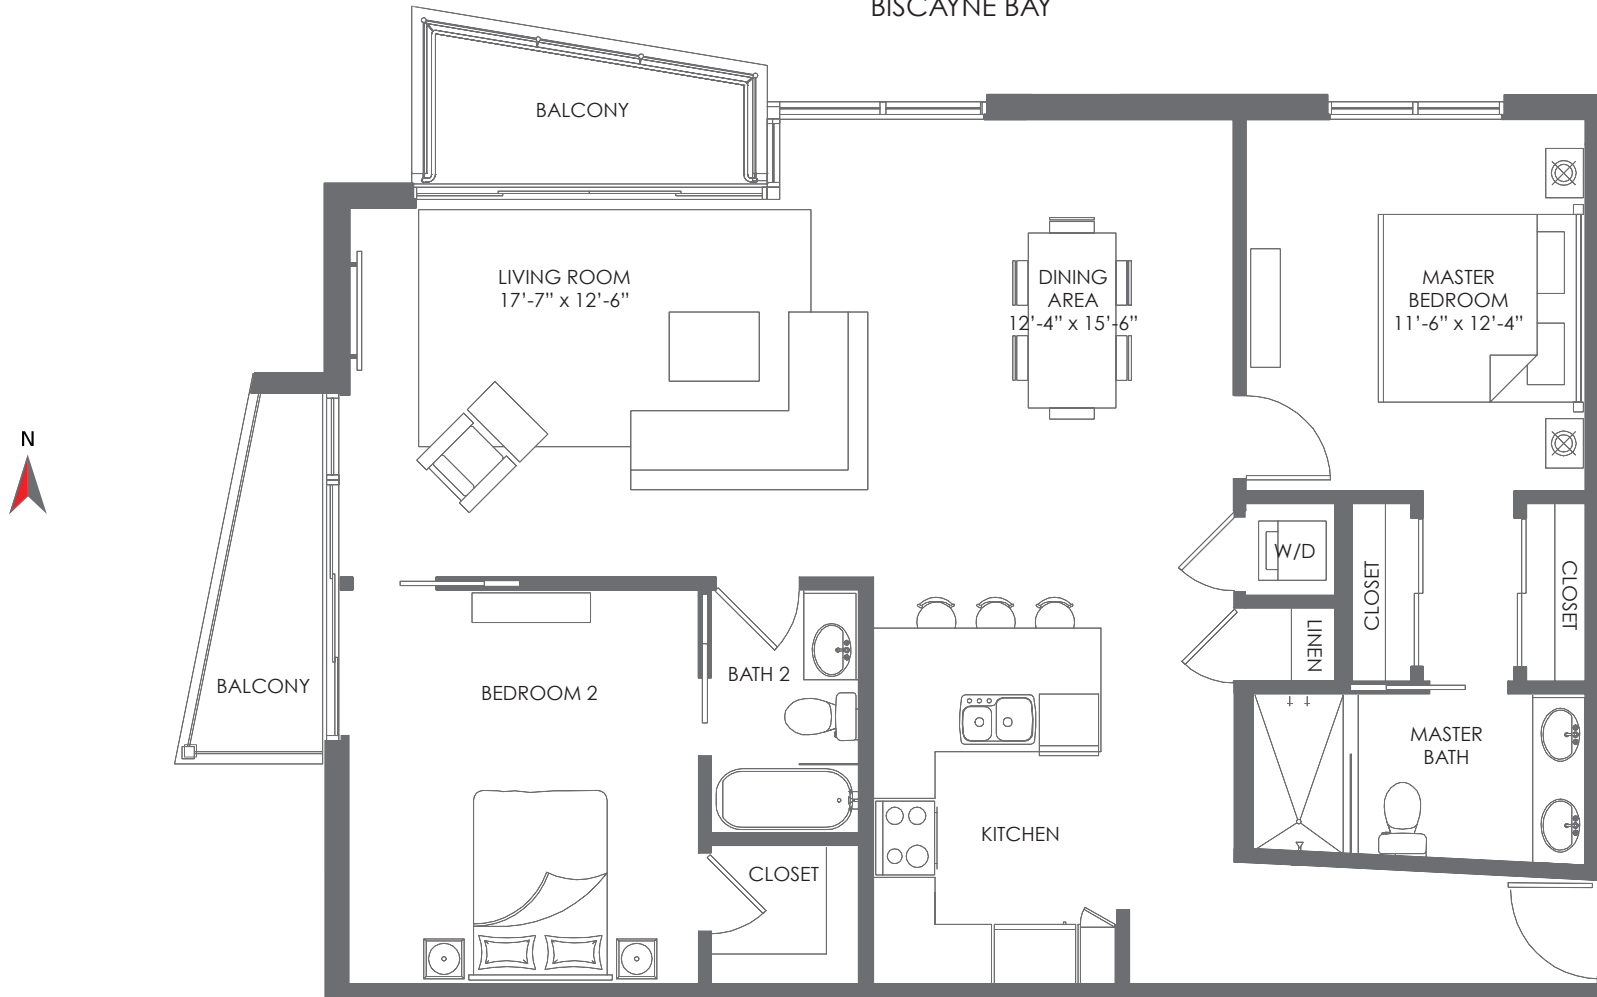 BISCAYNE BAY
BALCONY
LIVING ROOM
17’-7” x 12’-6”
DINING
AREA
12’-4” x 15’-6”
MASTER
BEDROOM
11’-6” x 12’-4”
N
W/D
CLOSET
CLOSET
LINEN
BALCONY
BEDROOM 2
BATH 2
MASTER
BATH
KITCHEN
CLOSET